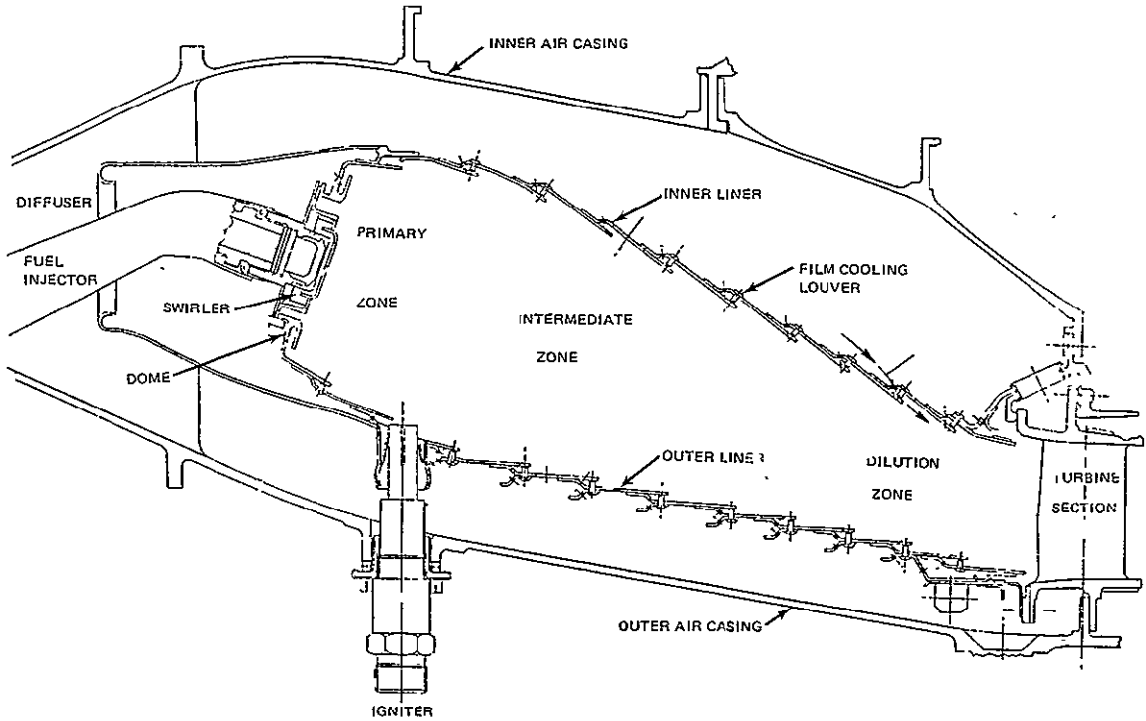 INNER AIR CASING
DIFFUSER
FUEL
INJECTOR
SWIRLER
DOME
PRIMARY
ZONE
INNER LINER
FILM COOLING
LOUVER
INTERMEDIATE
ZONE
OUTER LINER
DILUTION
ZONE
TURBINE
SECTION
OUTER AIR CASING
IGNITER